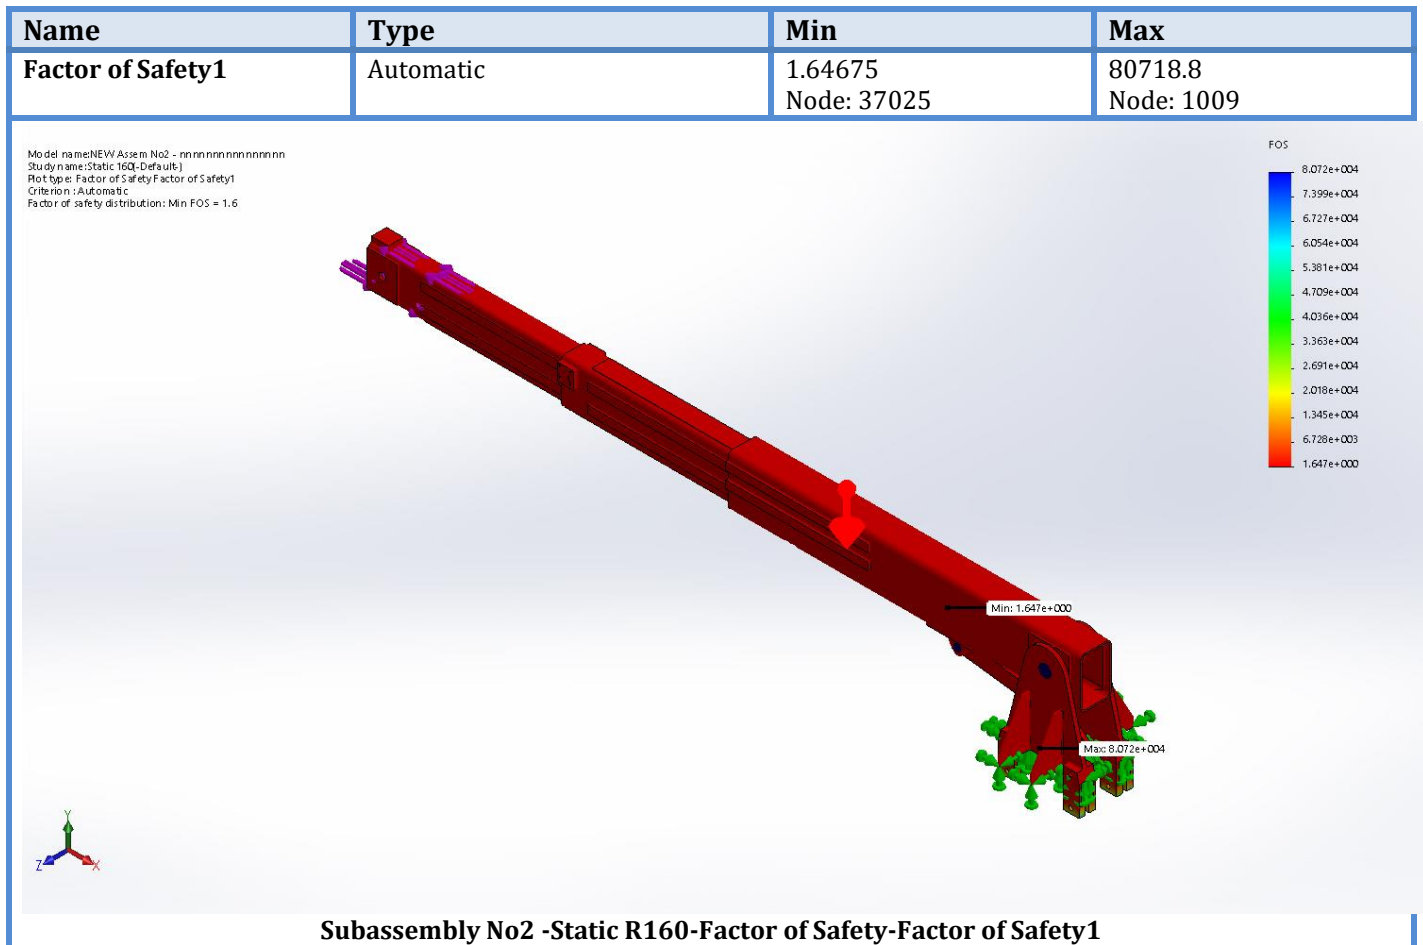 Name Type Min Max
Factor of Safety1 Automatic 1.64675 80718.8
Node: 37025 Node: 1009
Model name:NEW Assem No2 - nnnnnnnnnnnnnnnn
Study name:Static 160(-Default-)
Plot type: Factor of Safety Factor of Safety1
Criterion : Automatic
Factor of safety distribution: Min FOS = 1.6
FOS
8.072e+004
7.399e+004
6.727e+004
6.054e+004
5.381e+004
4.709e+004
4.036e+004
3.363e+004
2.691e+004
2.018e+004
1.345e+004
6.728e+003
1.647e+000
Min: 1.647e+000
Max: 8.072e+004
Y
Z X
Subassembly No2 -Static R160-Factor of Safety-Factor of Safety1